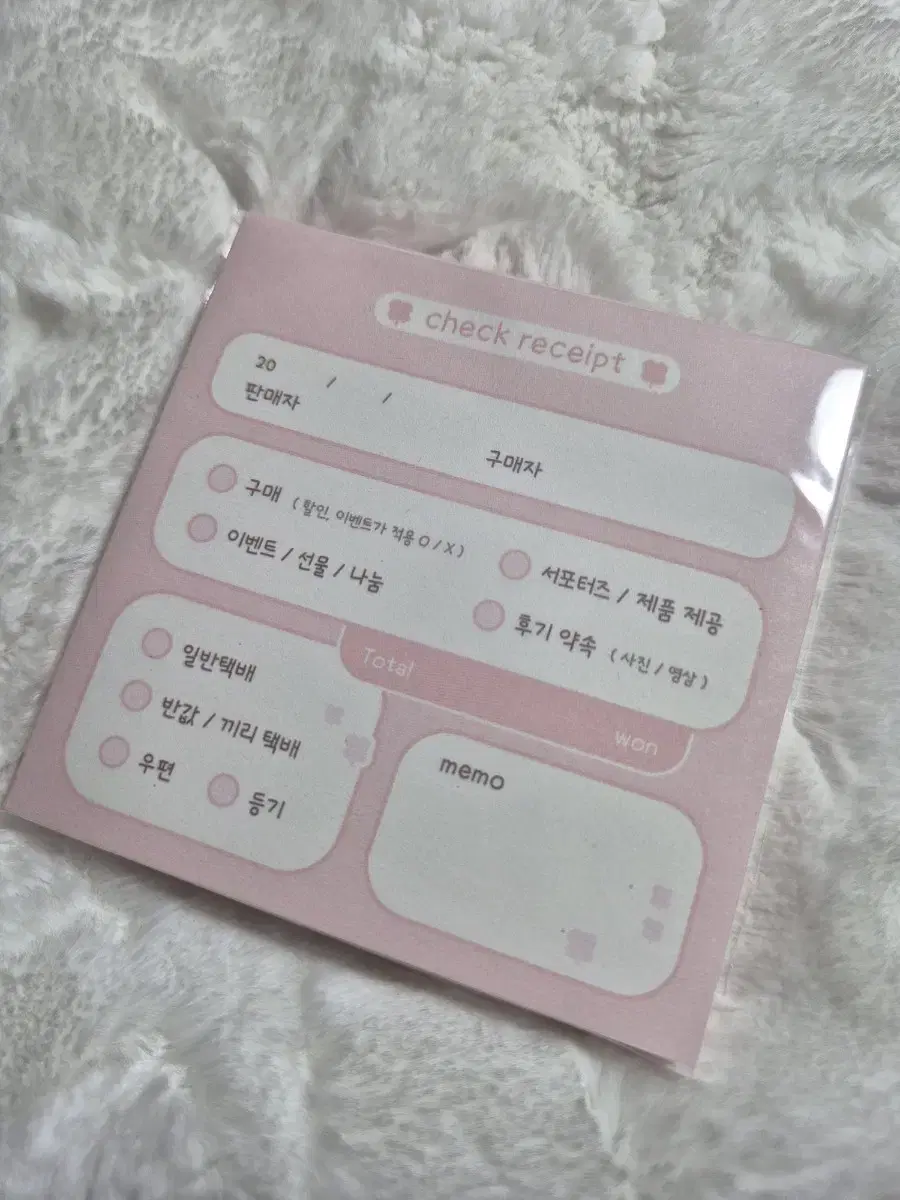 check receipt
20 / /
판매자
구매자
구매 ( 할인, 이벤트가 적용 O / X )
이벤트 / 선물 / 나눔
서포터즈 / 제품 제공
후기 약속 ( 사진 / 영상 )
Total
won
일반택배
반값 / 끼리 택배
우편
등기
memo